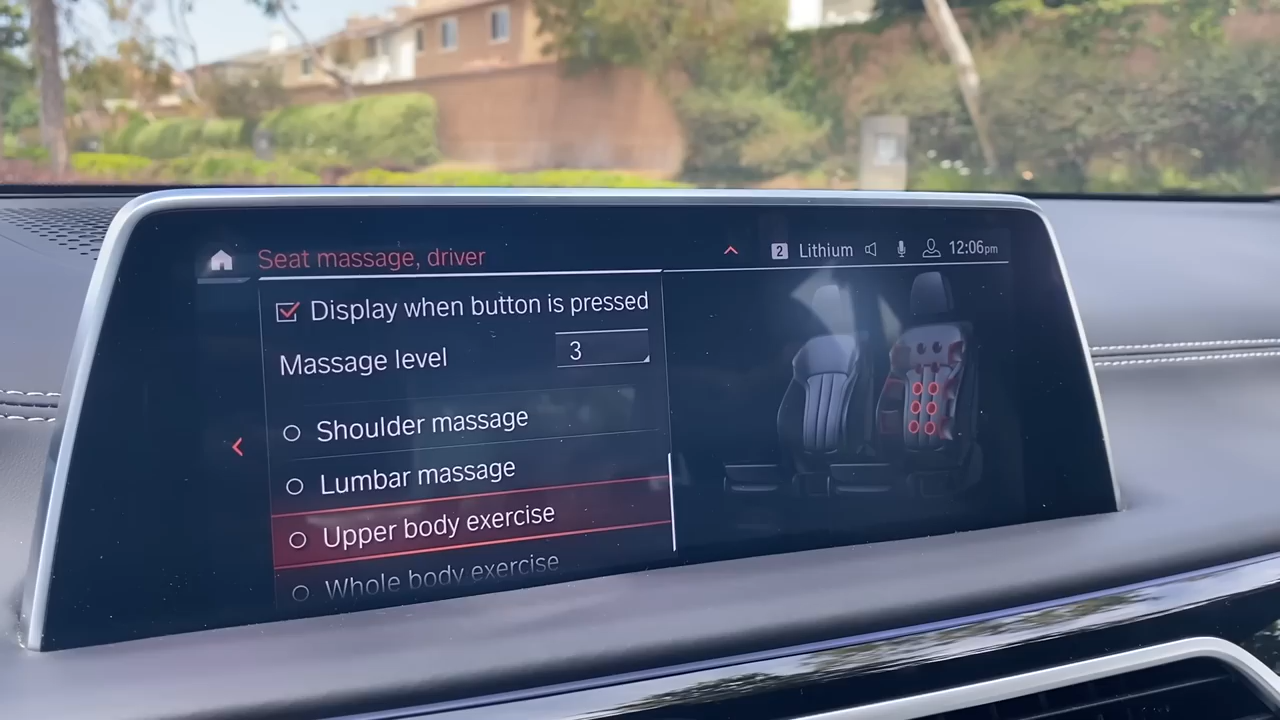 Seat massage, driver
2 Lithium 12:06pm
Display when button is pressed
Massage level 3
Shoulder massage
Lumbar massage
Upper body exercise
Whole body exercise